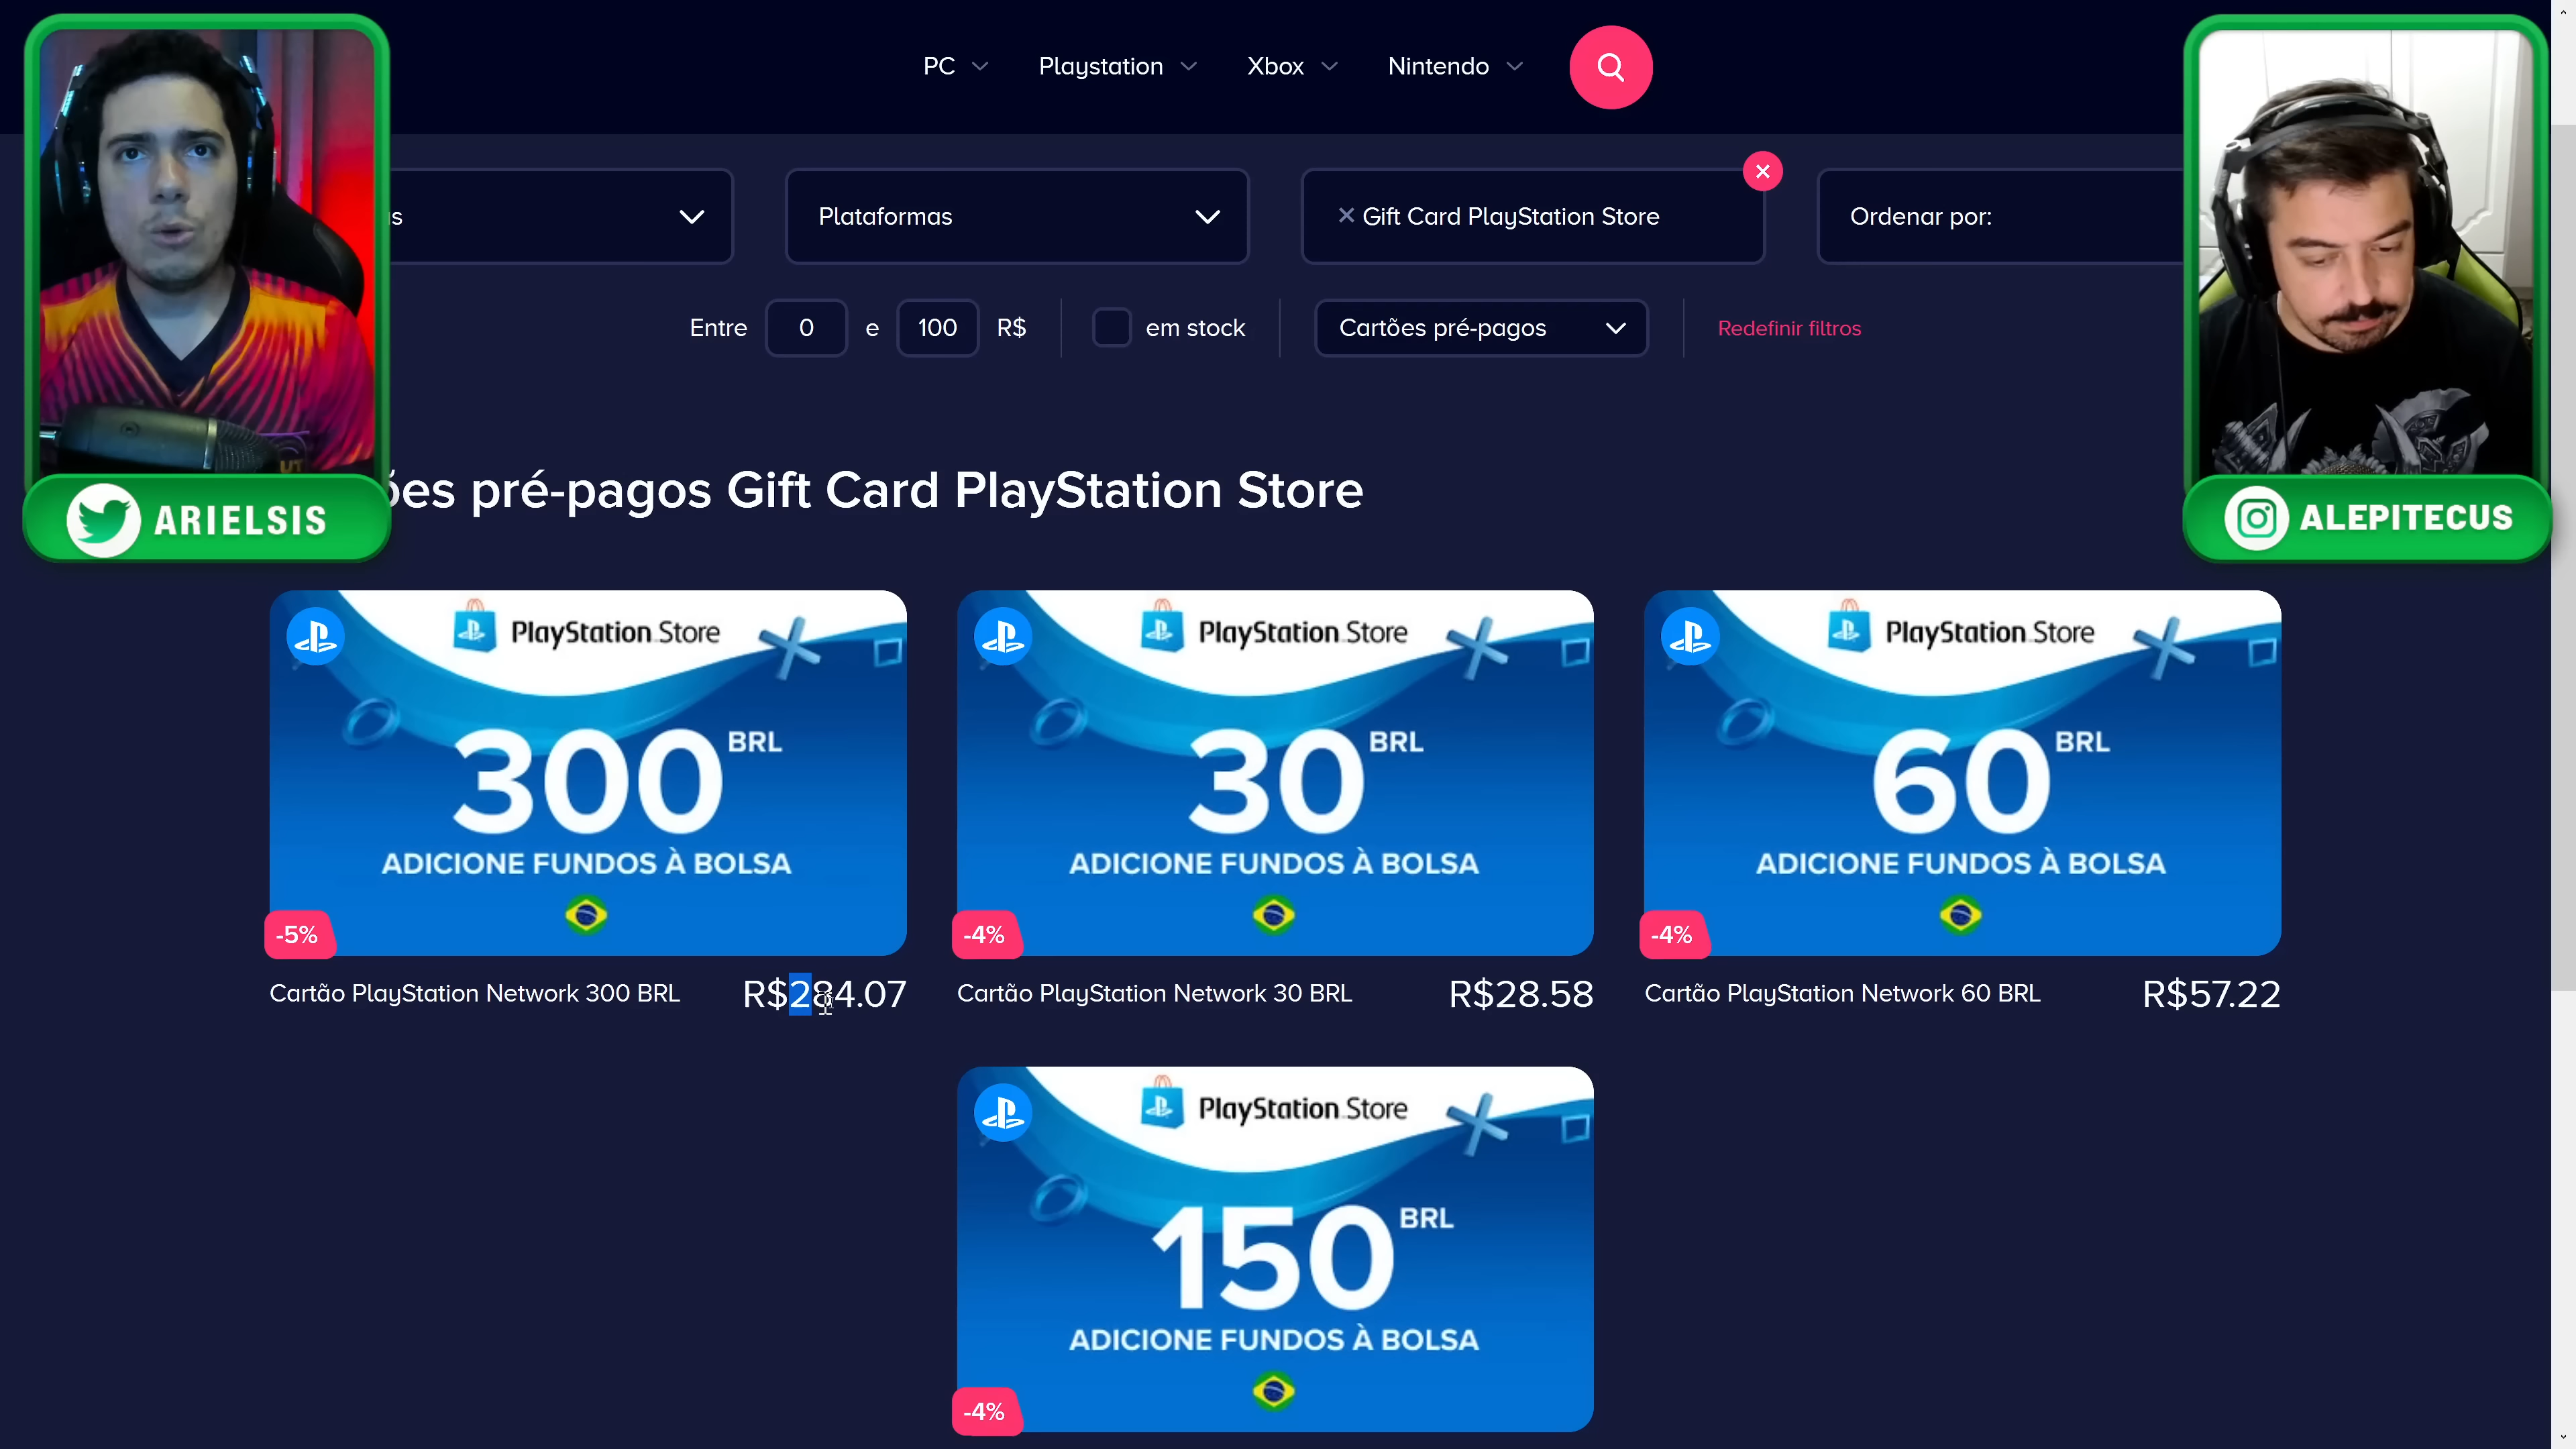 PC
Playstation
Xbox
Nintendo
s
Plataformas
✕ Gift Card PlayStation Store
Ordenar por:
Entre 0 e 100 R$
em stock
Cartões pré-pagos
Redefinir filtros
ões pré-pagos Gift Card PlayStation Store
ARIELSIS
ALEPITECUS
PlayStation Store
300 BRL
ADICIONE FUNDOS À BOLSA
-5%
Cartão PlayStation Network 300 BRL
R$284.07
PlayStation Store
30 BRL
ADICIONE FUNDOS À BOLSA
-4%
Cartão PlayStation Network 30 BRL
R$28.58
PlayStation Store
60 BRL
ADICIONE FUNDOS À BOLSA
-4%
Cartão PlayStation Network 60 BRL
R$57.22
PlayStation Store
150 BRL
ADICIONE FUNDOS À BOLSA
-4%